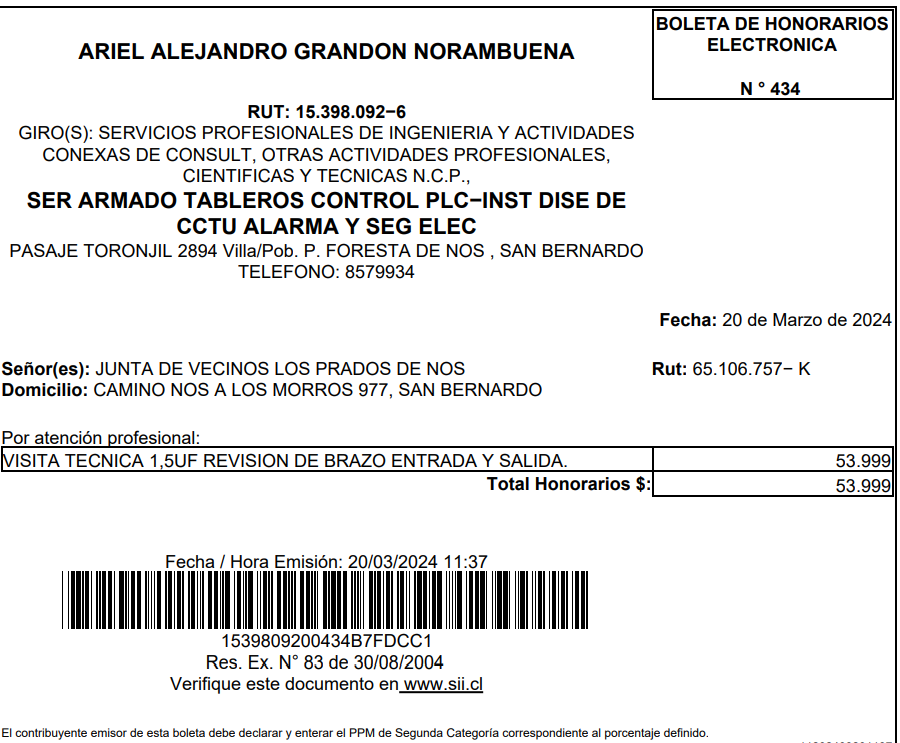 BOLETA DE HONORARIOS
ELECTRONICA
N ° 434
ARIEL ALEJANDRO GRANDON NORAMBUENA
RUT: 15.398.092−6
GIRO(S): SERVICIOS PROFESIONALES DE INGENIERIA Y ACTIVIDADES
CONEXAS DE CONSULT, OTRAS ACTIVIDADES PROFESIONALES,
CIENTIFICAS Y TECNICAS N.C.P.,
SER ARMADO TABLEROS CONTROL PLC−INST DISE DE
CCTU ALARMA Y SEG ELEC
PASAJE TORONJIL 2894 Villa/Pob. P. FORESTA DE NOS , SAN BERNARDO
TELEFONO: 8579934
Fecha: 20 de Marzo de 2024
Señor(es): JUNTA DE VECINOS LOS PRADOS DE NOS Rut: 65.106.757− K
Domicilio: CAMINO NOS A LOS MORROS 977, SAN BERNARDO
Por atención profesional:
VISITA TECNICA 1,5UF REVISION DE BRAZO ENTRADA Y SALIDA. 53.999
Total Honorarios $: 53.999
Fecha / Hora Emisión: 20/03/2024 11:37
1539809200434B7FDCC1
Res. Ex. N° 83 de 30/08/2004
Verifique este documento en www.sii.cl
El contribuyente emisor de esta boleta debe declarar y enterar el PPM de Segunda Categoría correspondiente al porcentaje definido.